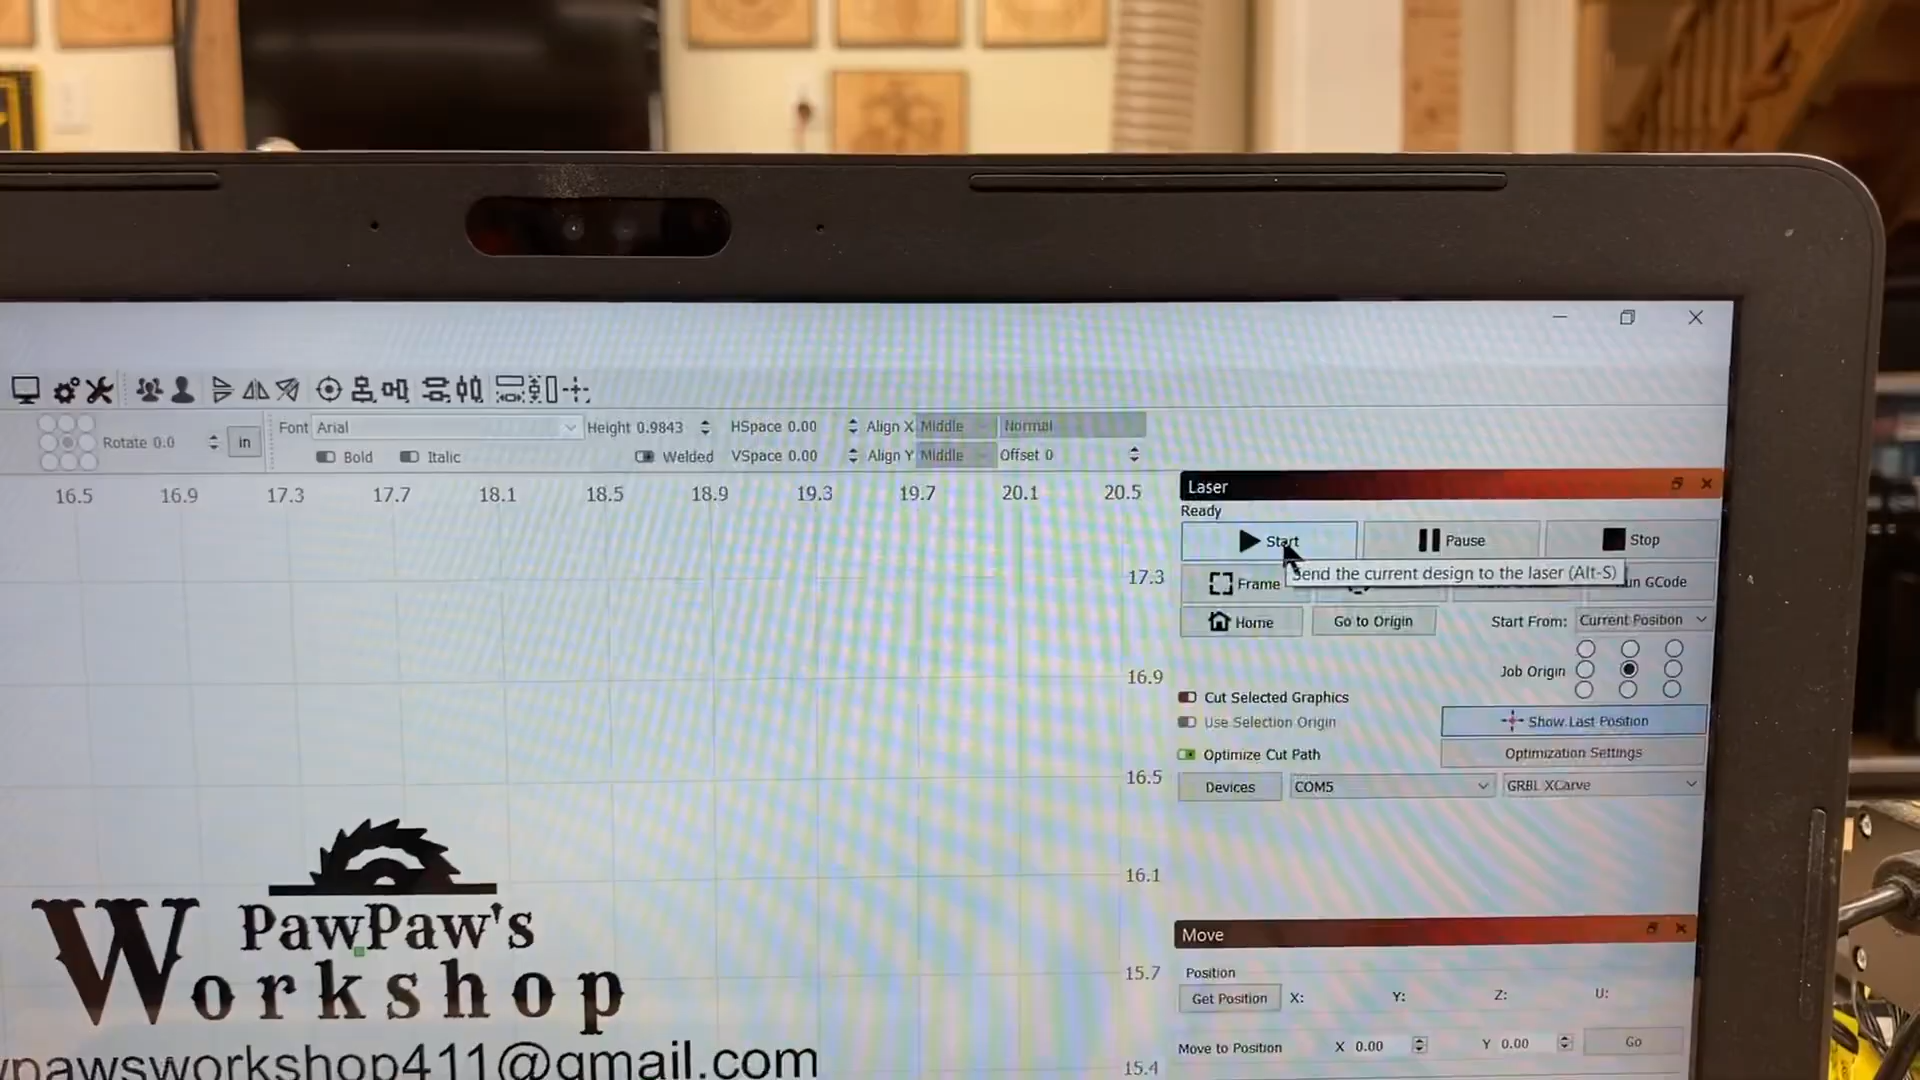 Rotate 0.0
in
Font Arial
Height 0.9843
HSpace 0.00
Align X Middle
Normal
Bold
Italic
Welded
VSpace 0.00
Align Y Middle
Offset 0
16.5 16.9 17.3 17.7 18.1 18.5 18.9 19.3 19.7 20.1 20.5
17.3
16.9
16.5
16.1
15.7
15.4
Laser
Ready
Start
Pause
Stop
Send the current design to the laser (Alt-S)
Frame
un GCode
Home
Go to Origin
Start From: Current Position
Job Origin
Cut Selected Graphics
Use Selection Origin
Show Last Position
Optimize Cut Path
Optimization Settings
Devices
COM5
GRBL XCarve
Move
Position
Get Position
X:
Y:
Z:
U:
Move to Position
X 0.00
Y 0.00
Go
PawPaw's
Workshop
pawsworkshop411@gmail.com